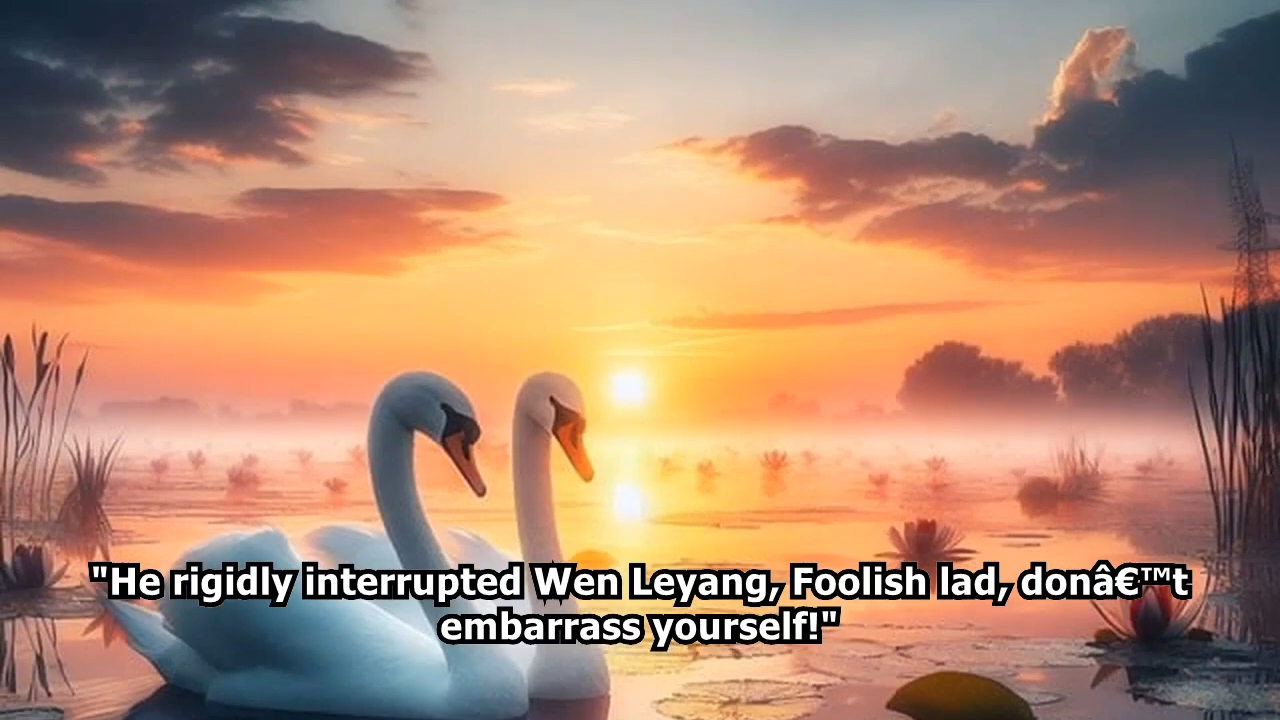 "He rigidly interrupted Wen Leyang, Foolish lad, donâ€™t
embarrass yourself!"